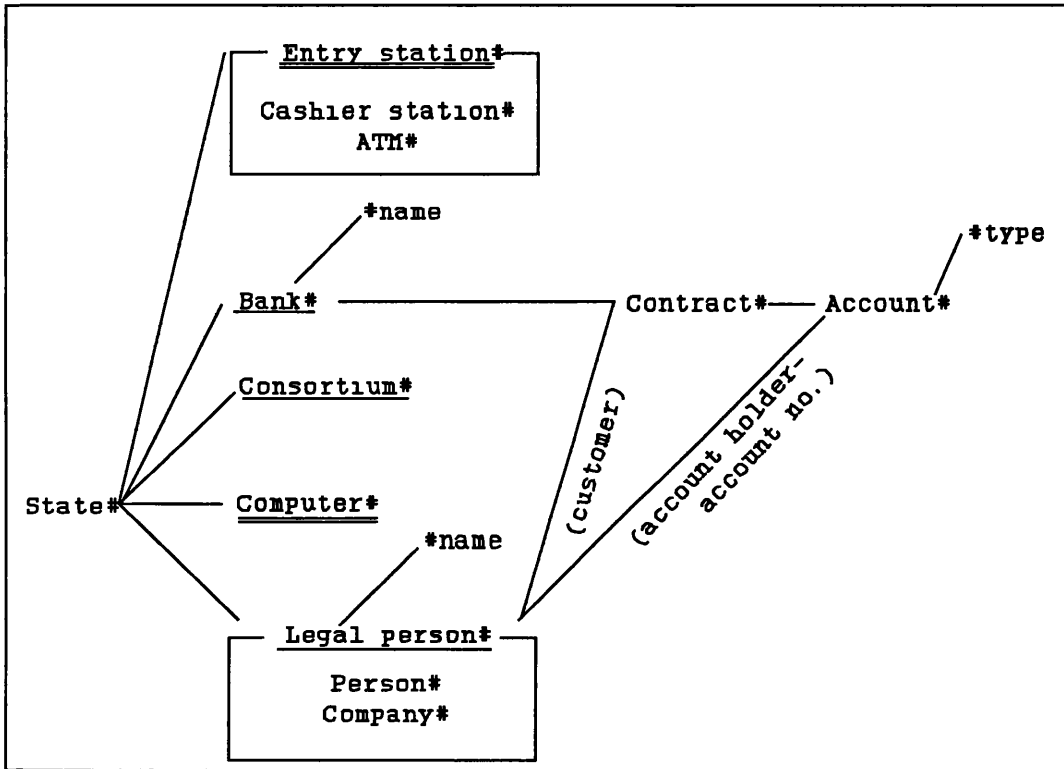 Entry station#
Cashier station#
ATM#
#name
#type
Bank#
Contract#
Account#
Consortium#
(customer)
(account holder-
account no.)
State#
Computer#
#name
Legal person#
Person#
Company#